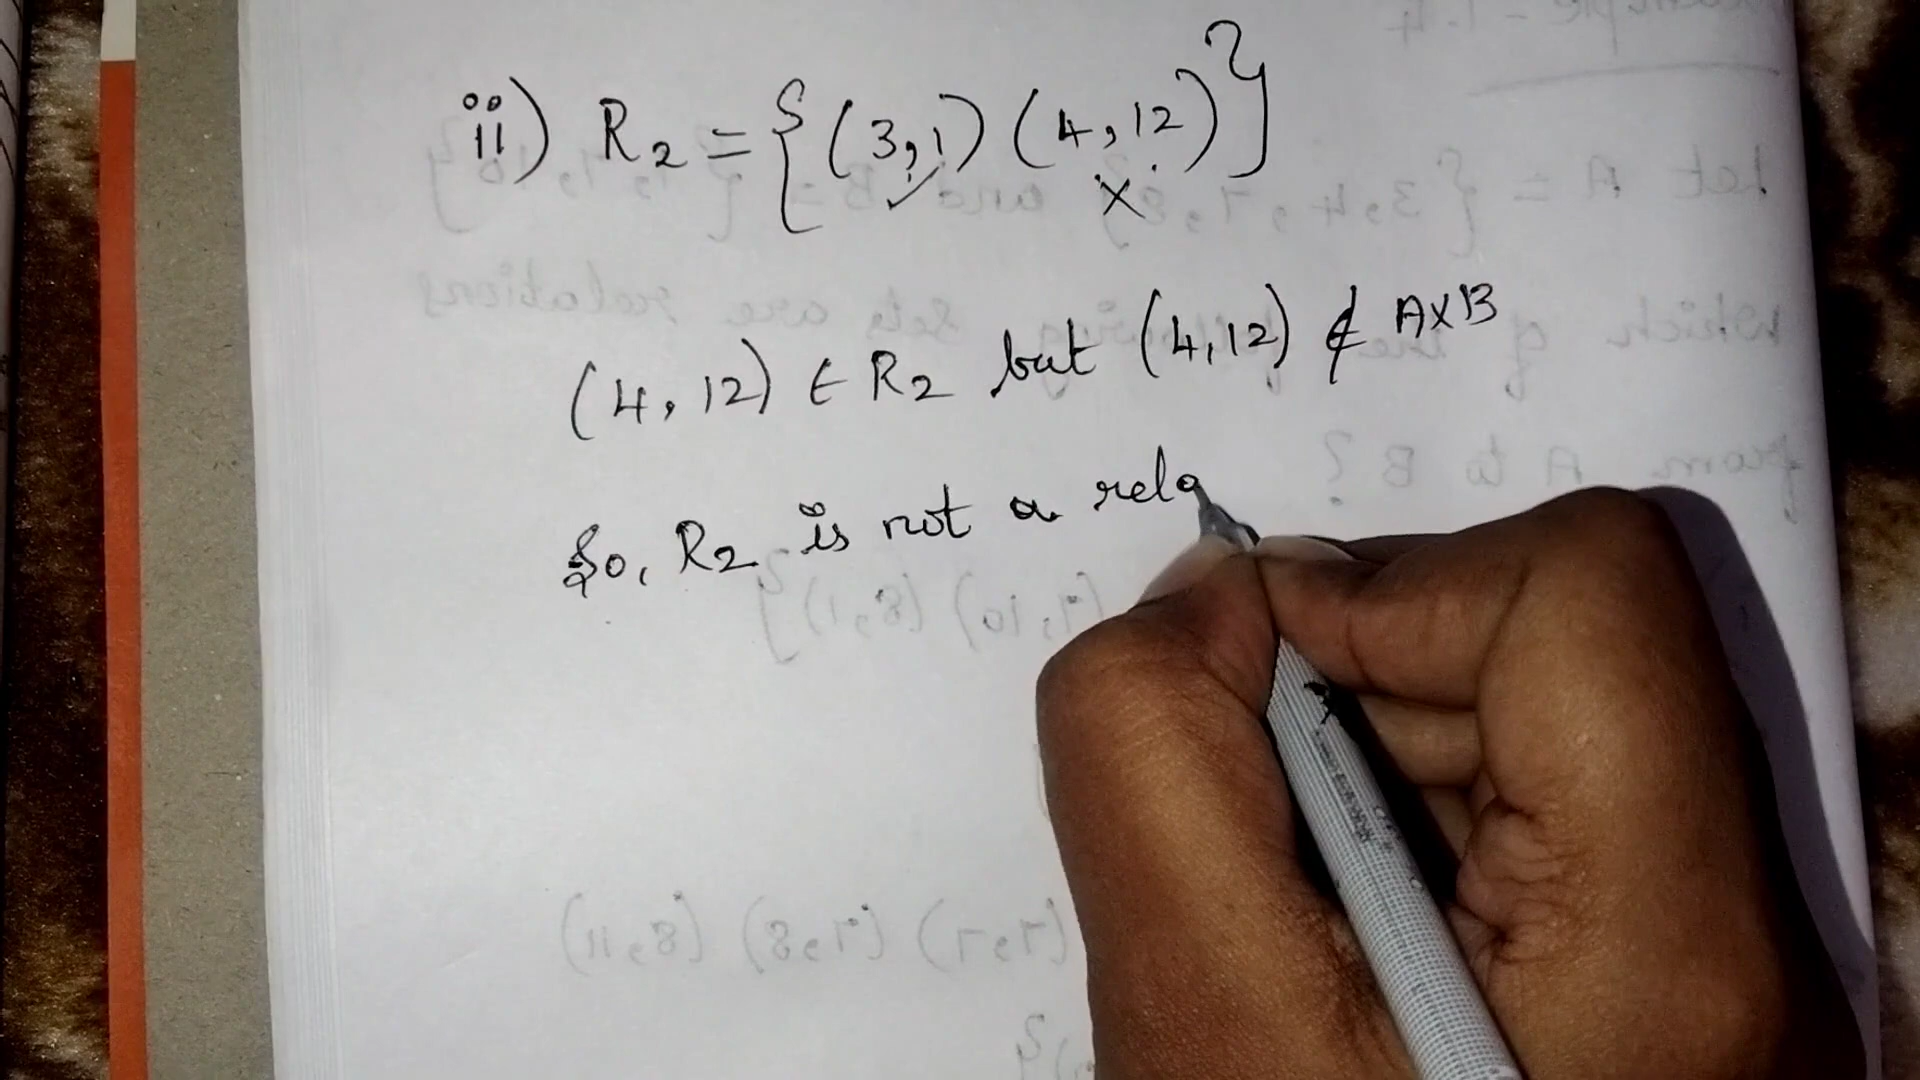 ii) R₂ = {(3,1) (4,12)}
(4,12) ∈ R₂ but (4,12) ∉ A×B
So, R₂ is not a rela